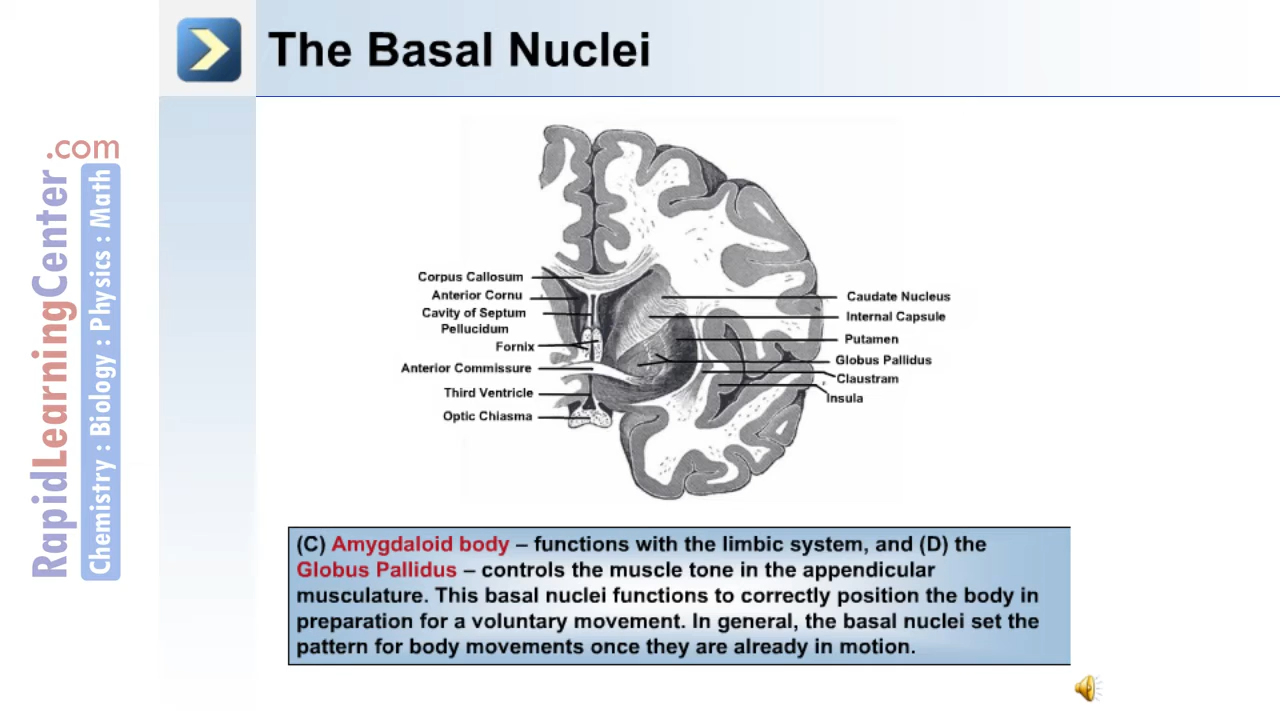 The Basal Nuclei
RapidLearningCenter.com
Chemistry : Biology : Physics : Math
Corpus Callosum
Anterior Cornu
Cavity of Septum
Pellucidum
Fornix
Anterior Commissure
Third Ventricle
Optic Chiasma
Caudate Nucleus
Internal Capsule
Putamen
Globus Pallidus
Claustram
Insula
(C) Amygdaloid body – functions with the limbic system, and (D) the
Globus Pallidus – controls the muscle tone in the appendicular
musculature. This basal nuclei functions to correctly position the body in
preparation for a voluntary movement. In general, the basal nuclei set the
pattern for body movements once they are already in motion.